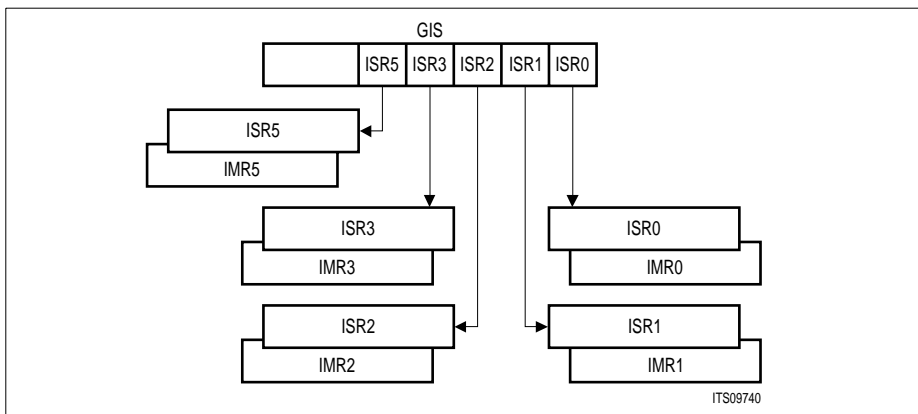 GIS
ISR5 ISR3 ISR2 ISR1 ISR0
ISR5
IMR5
ISR3
IMR3
ISR0
IMR0
ISR2
IMR2
ISR1
IMR1
ITS09740